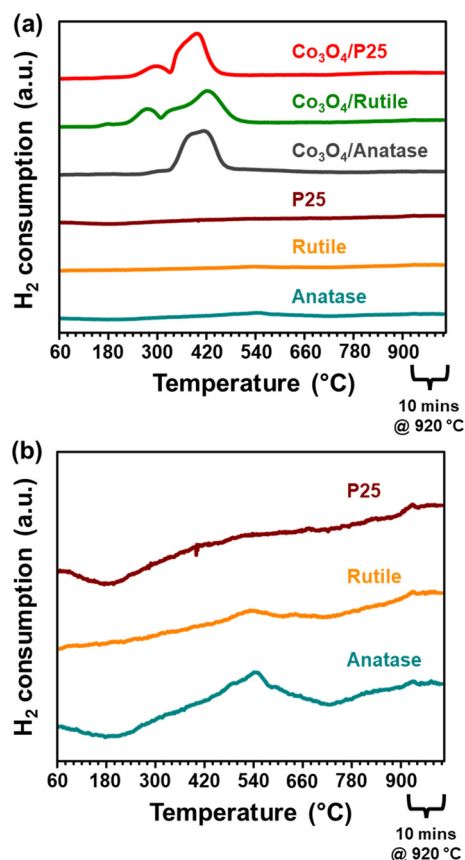 (a)
Co₃O₄/P25
Co₃O₄/Rutile
Co₃O₄/Anatase
P25
Rutile
Anatase
H₂ consumption (a.u.)
60 180 300 420 540 660 780 900
Temperature (°C)
10 mins
@ 920 °C
(b)
P25
Rutile
Anatase
H₂ consumption (a.u.)
60 180 300 420 540 660 780 900
Temperature (°C)
10 mins
@ 920 °C